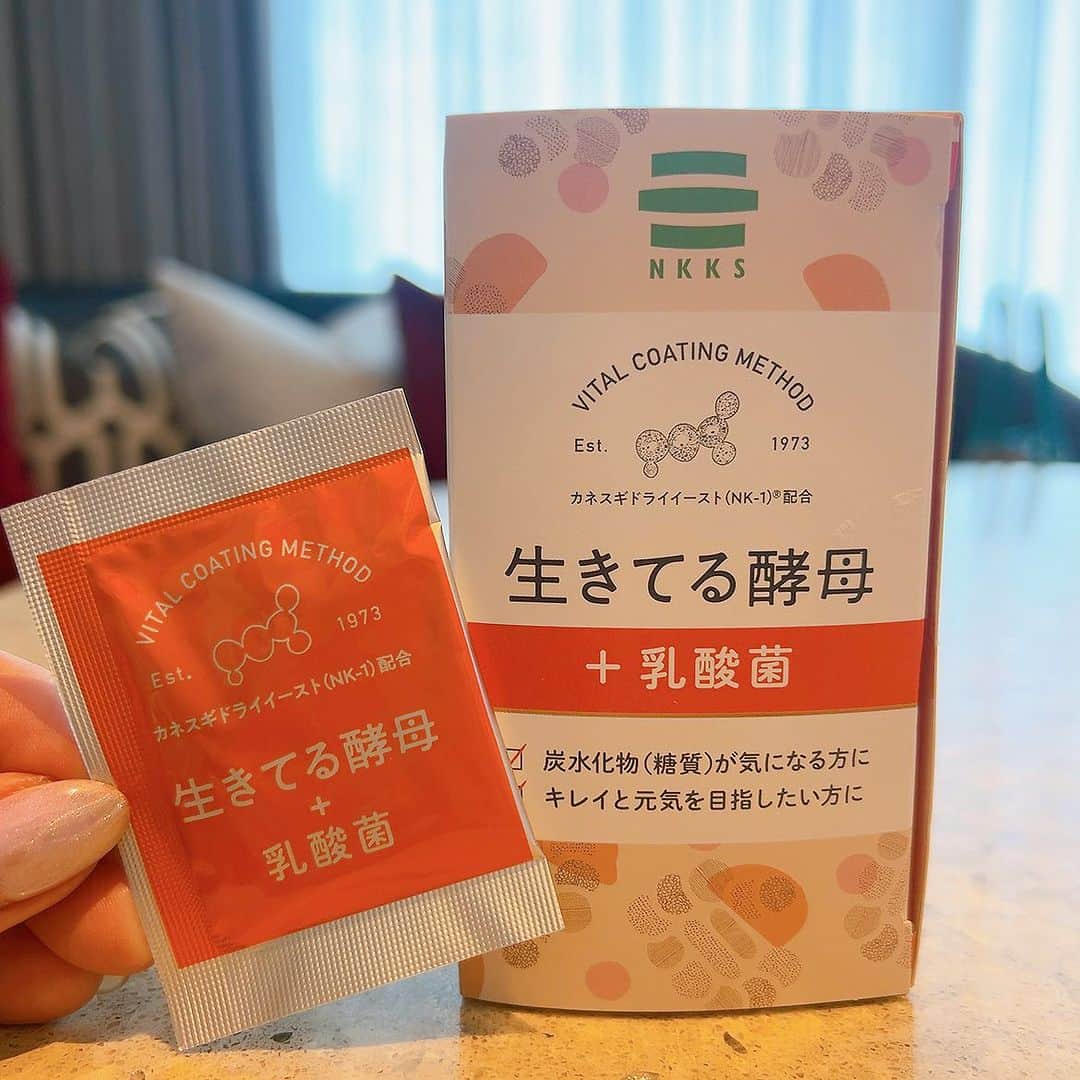 NKKS
VITAL COATING METHOD
Est. 1973
カネスギドライイースト(NK-1)®配合
生きてる酵母
+乳酸菌
炭水化物(糖質)が気になる方に
キレイと元気を目指したい方に
VITAL COATING METHOD
Est. 1973
カネスギドライイースト(NK-1)配合
生きてる酵母
+
乳酸菌